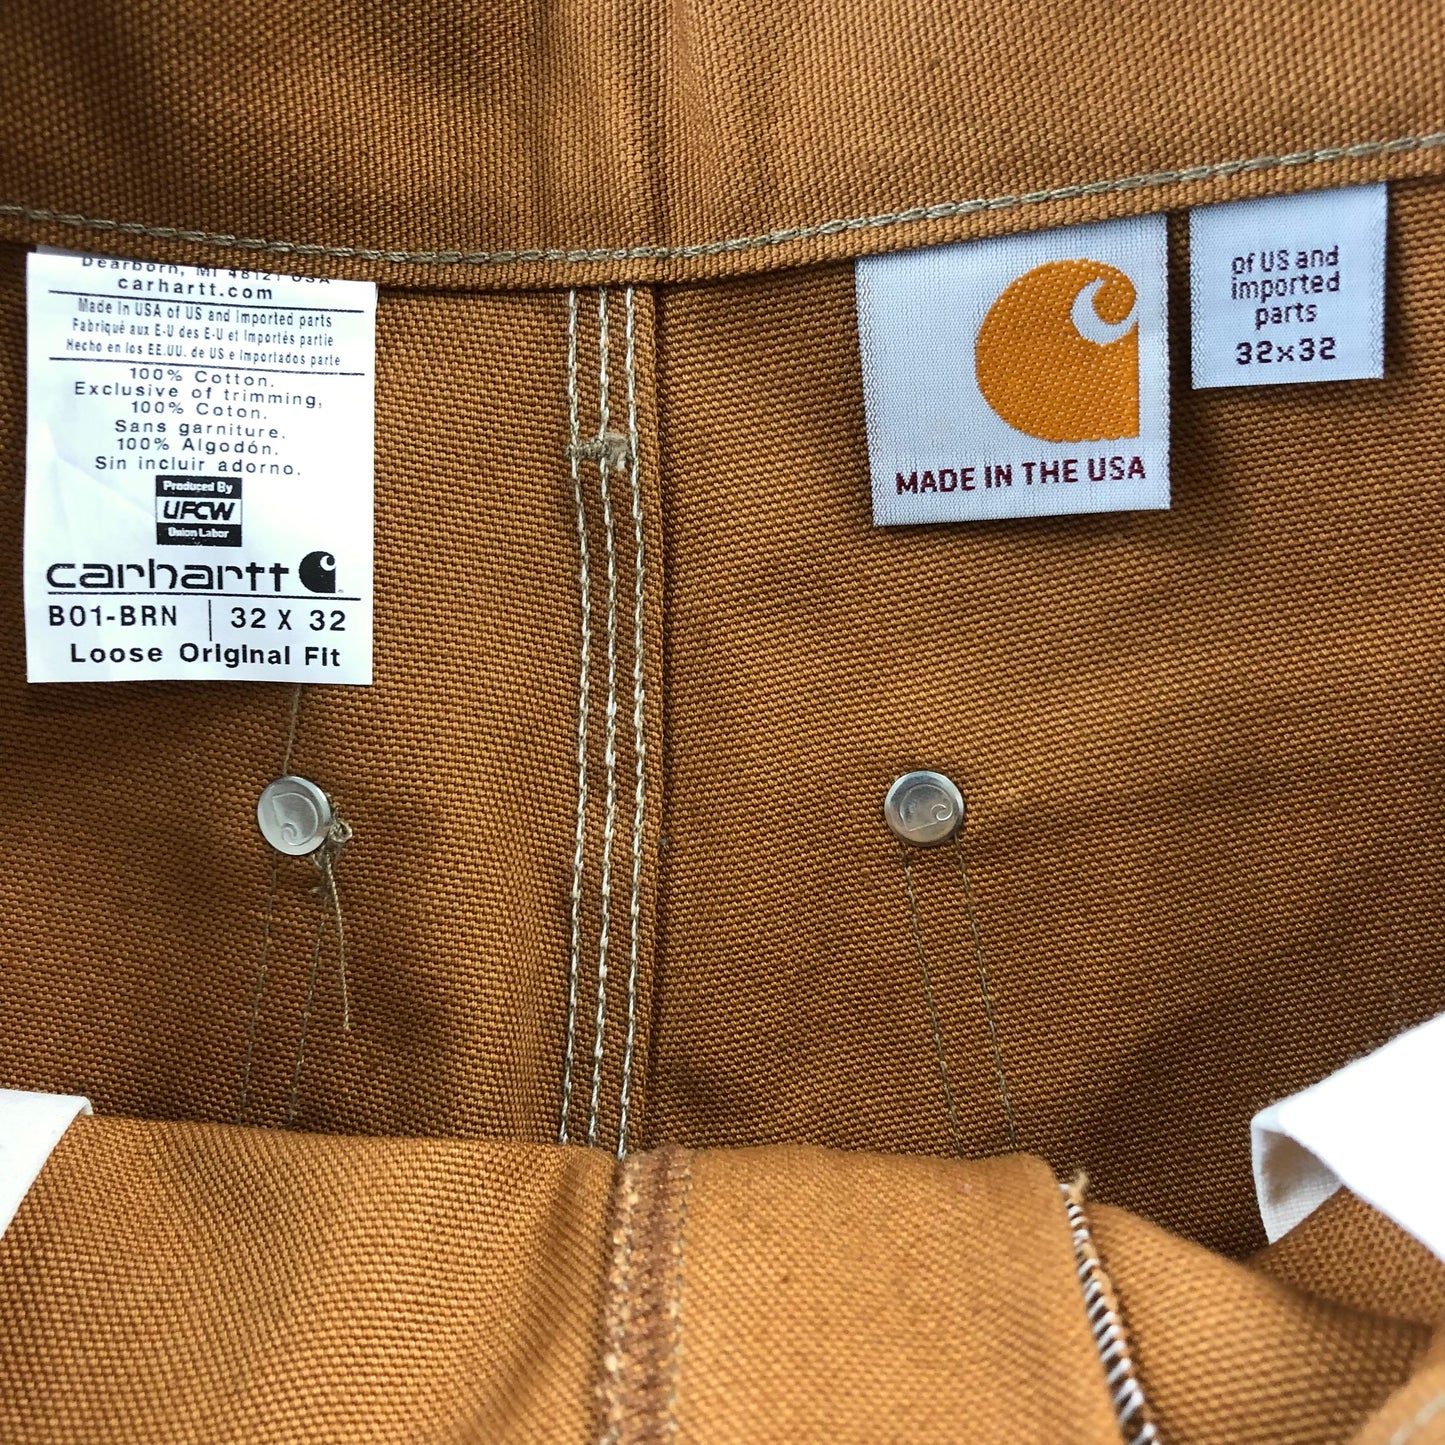 Dearborn, MI 48121 USA
carhartt.com
Made In USA of US and Imported parts
Fabriqué aux E-U des E-U et Importés partie
Hecho en los EE.UU. de US e Importados parte
100% Cotton.
Exclusive of trimming,
100% Coton.
Sans garniture.
100% Algodón.
Sin incluir adorno.
Produced By
UFCW
Union Labor
carhartt
B01-BRN | 32 X 32
Loose Original Fit
MADE IN THE USA
of US and
imported
parts
32x32